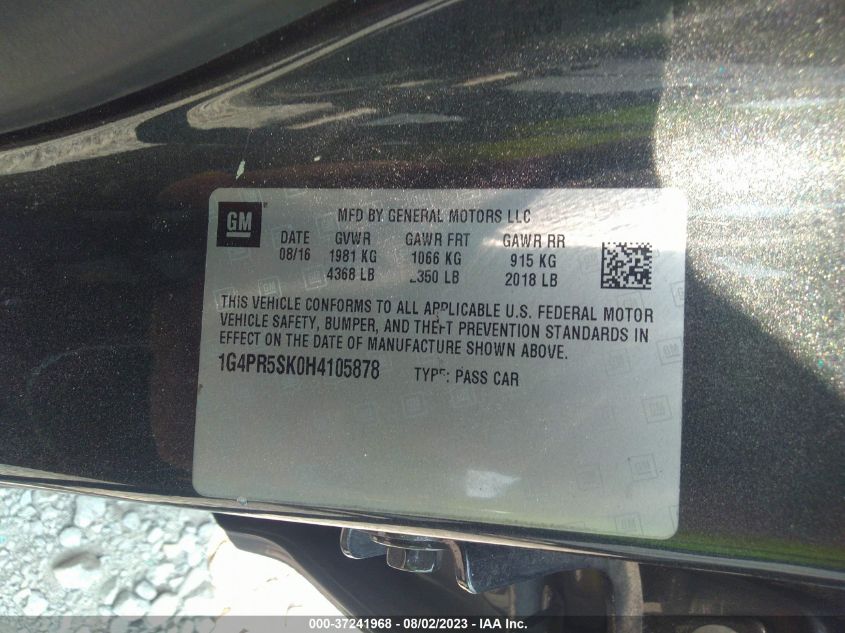 GM
MFD BY GENERAL MOTORS LLC
DATE GVWR GAWR FRT GAWR RR
08/16 1981 KG 1066 KG 915 KG
4368 LB 350 LB 2018 LB
THIS VEHICLE CONFORMS TO ALL APPLICABLE U.S. FEDERAL MOTOR
VEHICLE SAFETY, BUMPER, AND THEFT PREVENTION STANDARDS IN
EFFECT ON THE DATE OF MANUFACTURE SHOWN ABOVE.
1G4PR5SK0H4105878 TYPE: PASS CAR
000-37241968 - 08/02/2023 - IAA Inc.